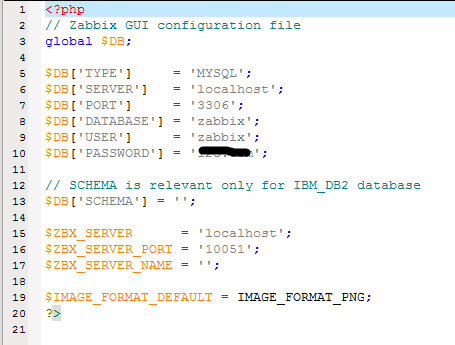 1 <?php
2 // Zabbix GUI configuration file
3 global $DB;
4
5 $DB['TYPE']     = 'MYSQL';
6 $DB['SERVER']   = 'localhost';
7 $DB['PORT']     = '3306';
8 $DB['DATABASE'] = 'zabbix';
9 $DB['USER']     = 'zabbix';
10 $DB['PASSWORD'] = '';
11
12 // SCHEMA is relevant only for IBM_DB2 database
13 $DB['SCHEMA'] = '';
14
15 $ZBX_SERVER      = 'localhost';
16 $ZBX_SERVER_PORT = '10051';
17 $ZBX_SERVER_NAME = '';
18
19 $IMAGE_FORMAT_DEFAULT = IMAGE_FORMAT_PNG;
20 ?>
21